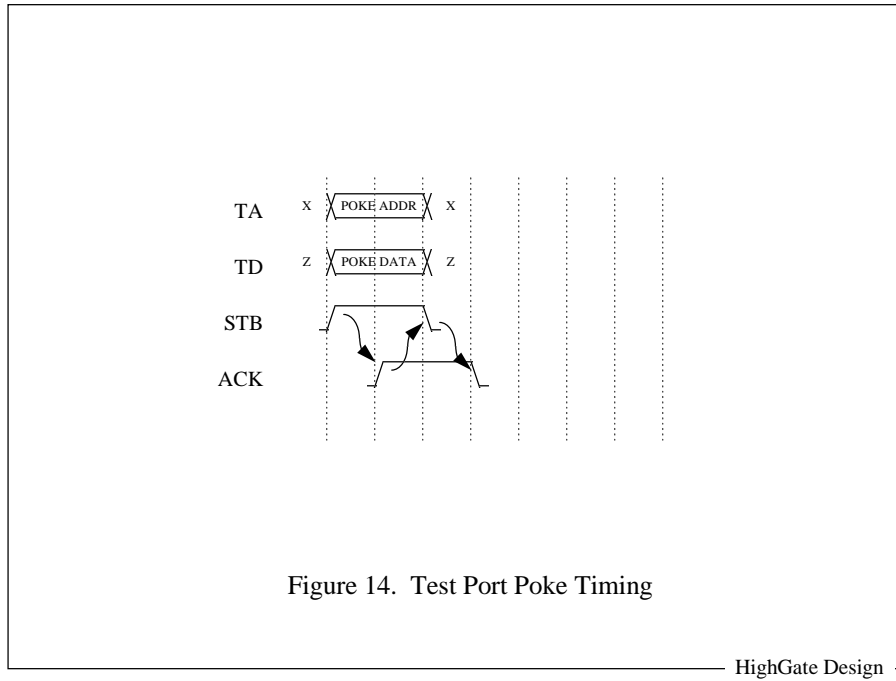 TA X POKE ADDR X
TD Z POKE DATA Z
STB
ACK
Figure 14. Test Port Poke Timing
HighGate Design